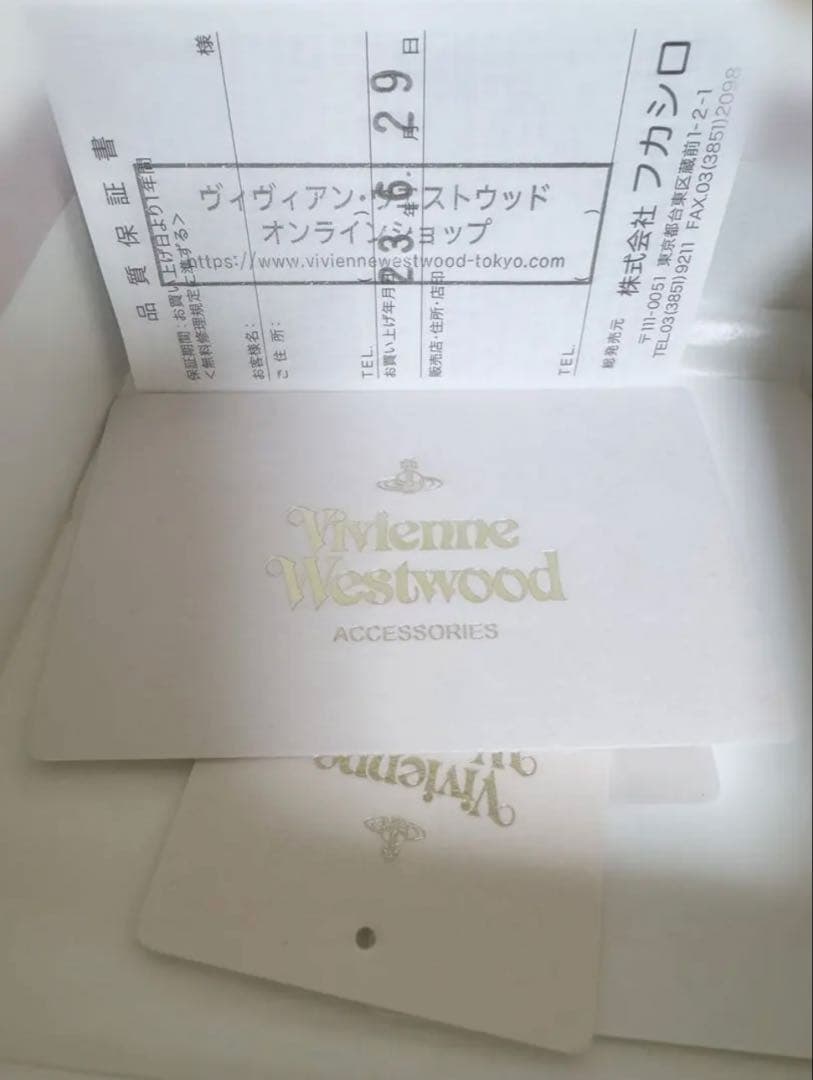 品質保証書
保証期間:お買い上げ日より1年間
<無料修理規定に準ずる>
お客様名: 様
ご住所:
TEL. ( )
お買い上げ年月日 23年 6.月 29日
販売店・住所・店印
TEL. ( )
ヴィヴィアン・ウエストウッド
オンラインショップ
https://www.viviennewestwood-tokyo.com
総発売元 株式会社 フカシロ
〒111-0051 東京都台東区蔵前1-2-1
TEL.03(3851)9211 FAX.03(3851)2098
Vivienne
Westwood
ACCESSORIES
Vivienne